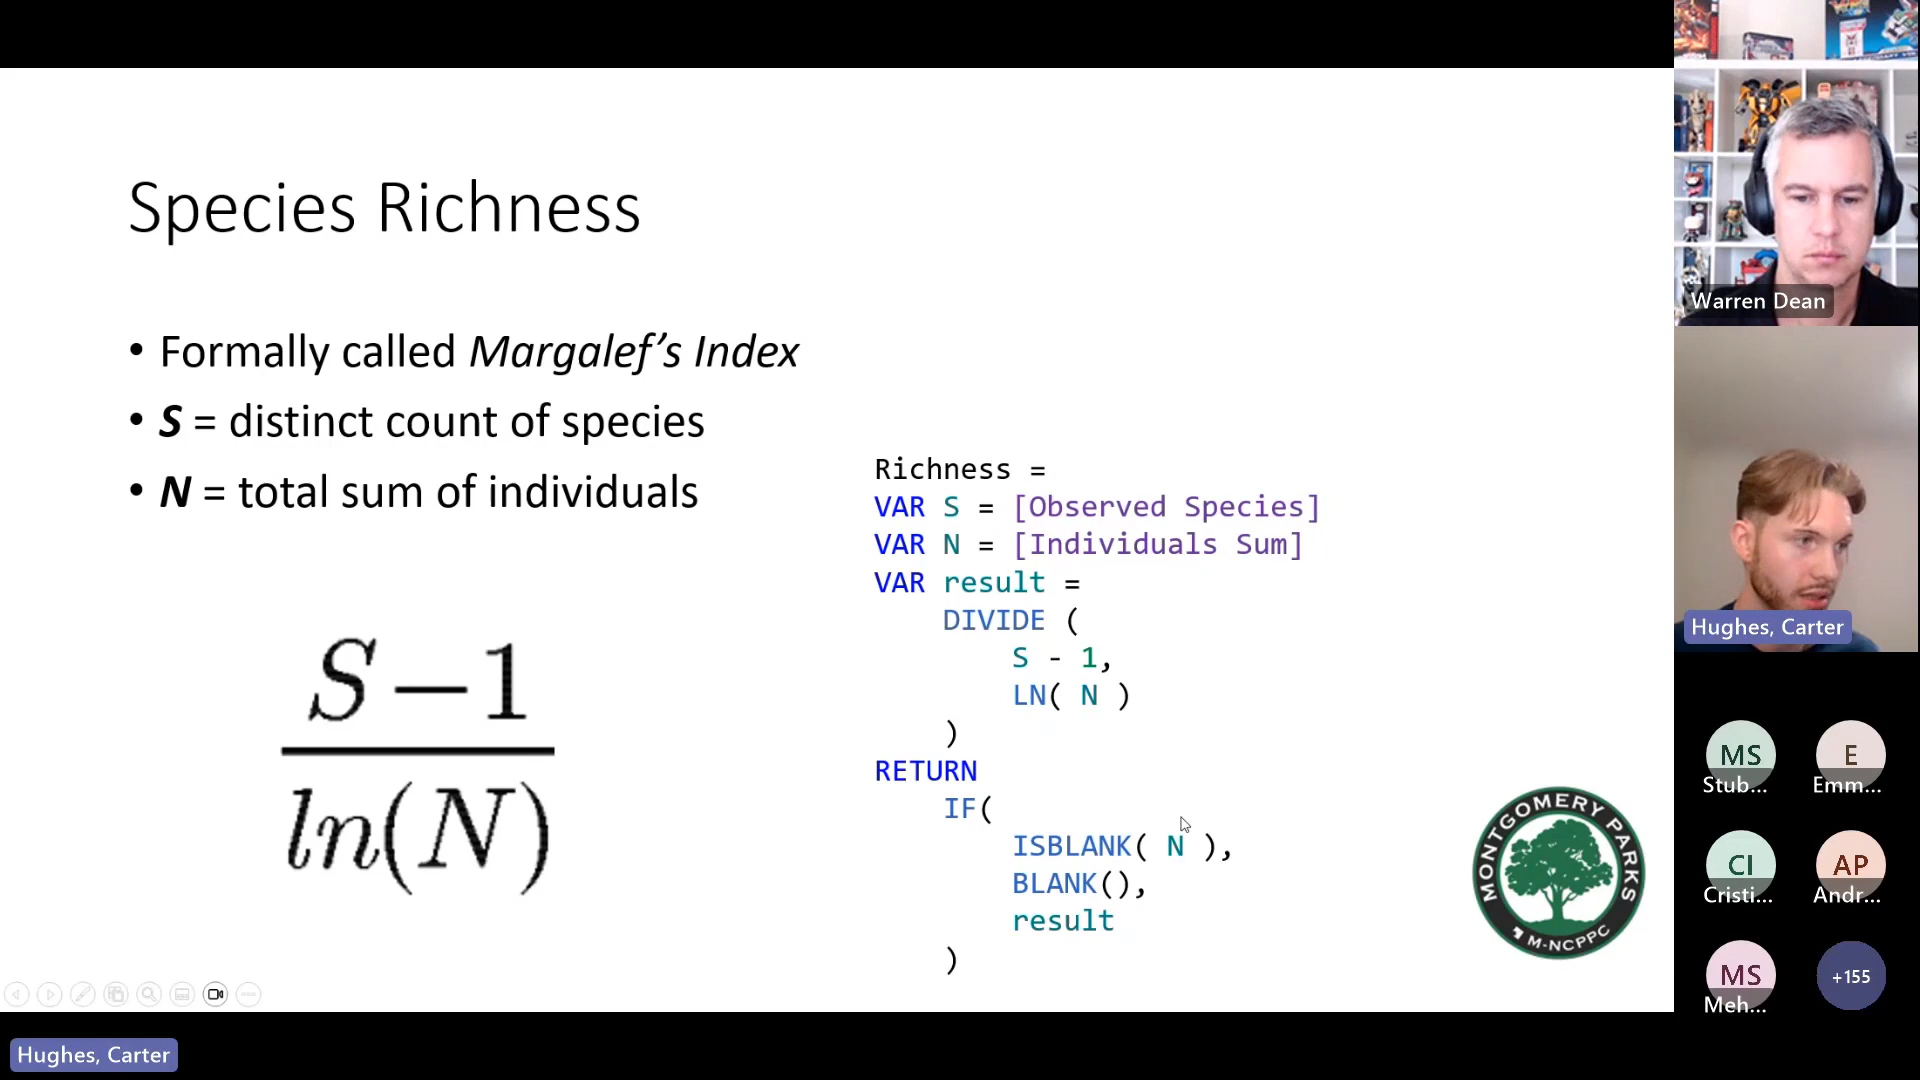 Species Richness
• Formally called Margalef’s Index
• S = distinct count of species
• N = total sum of individuals
S – 1
ln(N)
Richness =
VAR S = [Observed Species]
VAR N = [Individuals Sum]
VAR result =
DIVIDE (
S - 1,
LN( N )
)
RETURN
IF(
ISBLANK( N ),
BLANK(),
result
)
MONTGOMERY PARKS
M-NCPPC
Hughes, Carter
Warren Dean
Hughes, Carter
MS
Stub...
E
Emm...
CI
Cristi...
AP
Andr...
MS
Meh...
+155